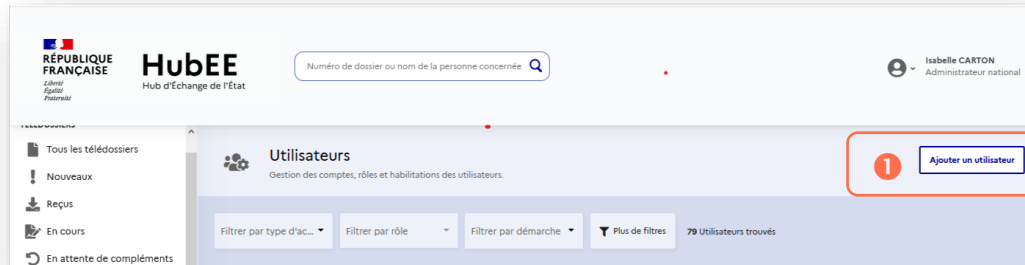 RÉPUBLIQUE
FRANÇAISE
Liberté
Égalité
Fraternité
HubEE
Hub d'Échange de l'État
Numéro de dossier ou nom de la personne concernée
Isabelle CARTON
Administrateur national
TÉLÉDOSSIERS
Tous les télédossiers
Nouveaux
Reçus
En cours
En attente de compléments
Utilisateurs
Gestion des comptes, rôles et habilitations des utilisateurs.
1
Ajouter un utilisateur
Filtrer par type d'ac...
Filtrer par rôle
Filtrer par démarche
Plus de filtres
79 Utilisateurs trouvés